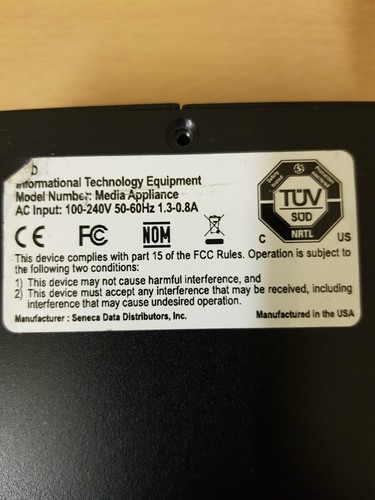 b
Informational Technology Equipment
Model Number: Media Appliance
AC Input: 100-240V 50-60Hz 1.3-0.8A
CE FC NOM
TÜV
SÜD
C NRTL US
This device complies with part 15 of the FCC Rules. Operation is subject to
the following two conditions:
1) This device may not cause harmful interference, and
2) This device must accept any interference that may be received, including
interference that may cause undesired operation.
Manufacturer : Seneca Data Distributors, Inc. Manufactured in the USA